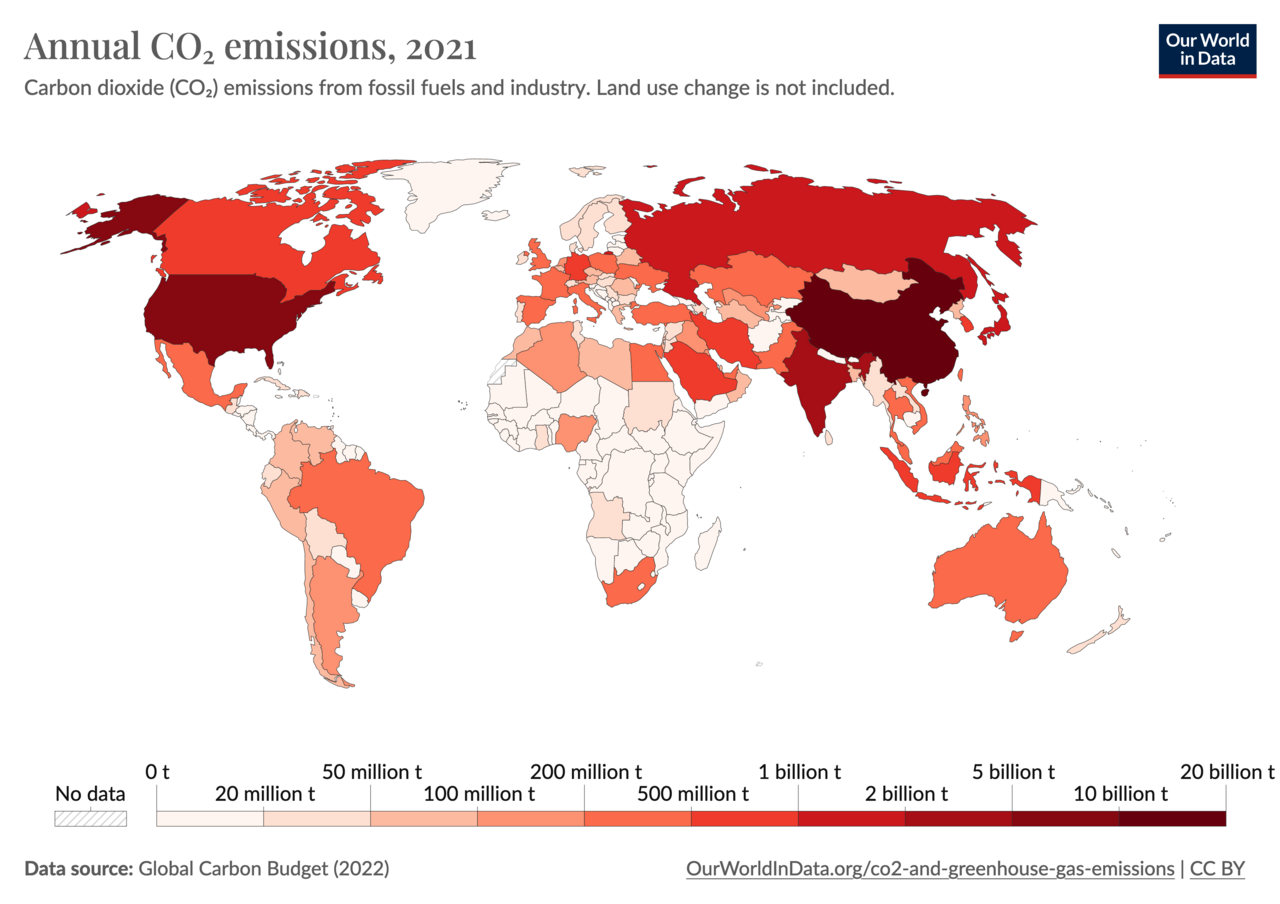 Annual CO₂ emissions, 2021
Our World
in Data
Carbon dioxide (CO₂) emissions from fossil fuels and industry. Land use change is not included.
0 t 50 million t 200 million t 1 billion t 5 billion t 20 billion t
No data 20 million t 100 million t 500 million t 2 billion t 10 billion t
Data source: Global Carbon Budget (2022) OurWorldInData.org/co2-and-greenhouse-gas-emissions | CC BY